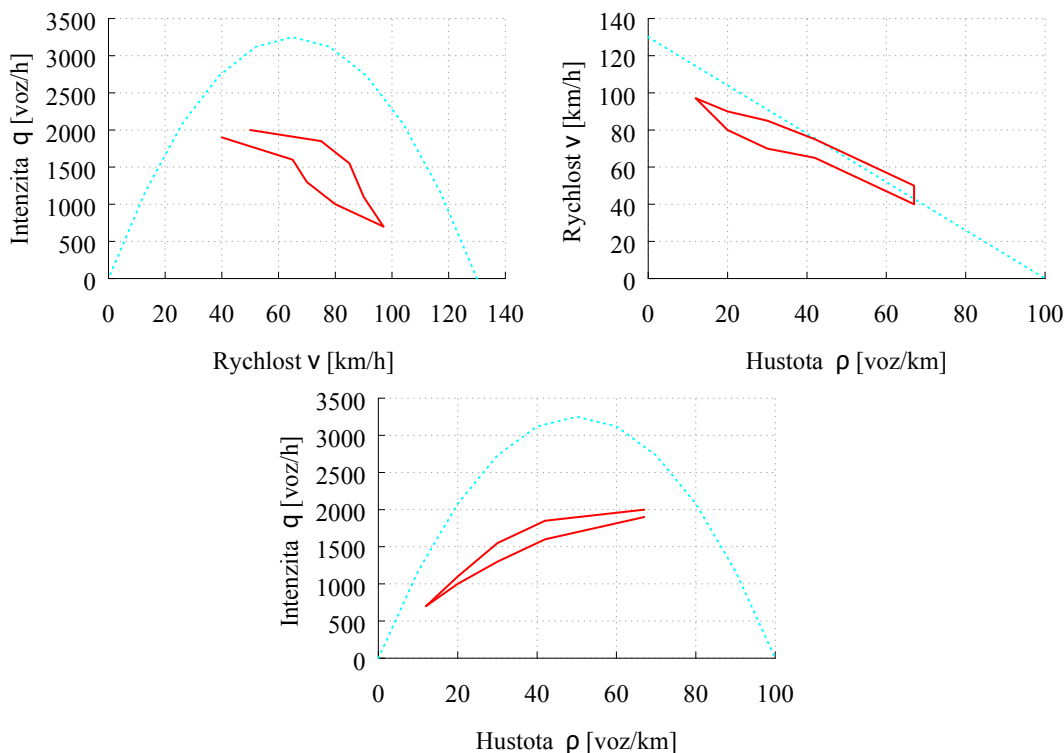 3500
3000
2500
2000
1500
1000
500
0
Intenzita q [voz/h]
0 20 40 60 80 100 120 140
Rychlost v [km/h]
140
120
100
80
60
40
20
0
Rychlost v [km/h]
0 20 40 60 80 100
Hustota ρ [voz/km]
3500
3000
2500
2000
1500
1000
500
0
Intenzita q [voz/h]
0 20 40 60 80 100
Hustota ρ [voz/km]